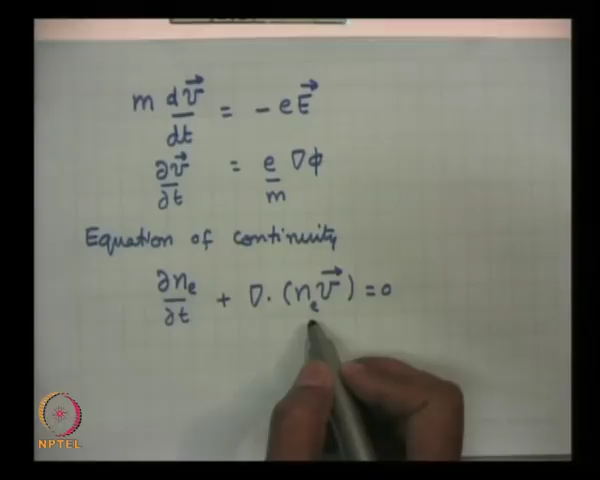 m dv⃗/dt = - eE⃗
∂v⃗/∂t = e/m ∇φ
Equation of continuity
∂nₑ/∂t + ∇. (nₑv⃗) = 0
NPTEL